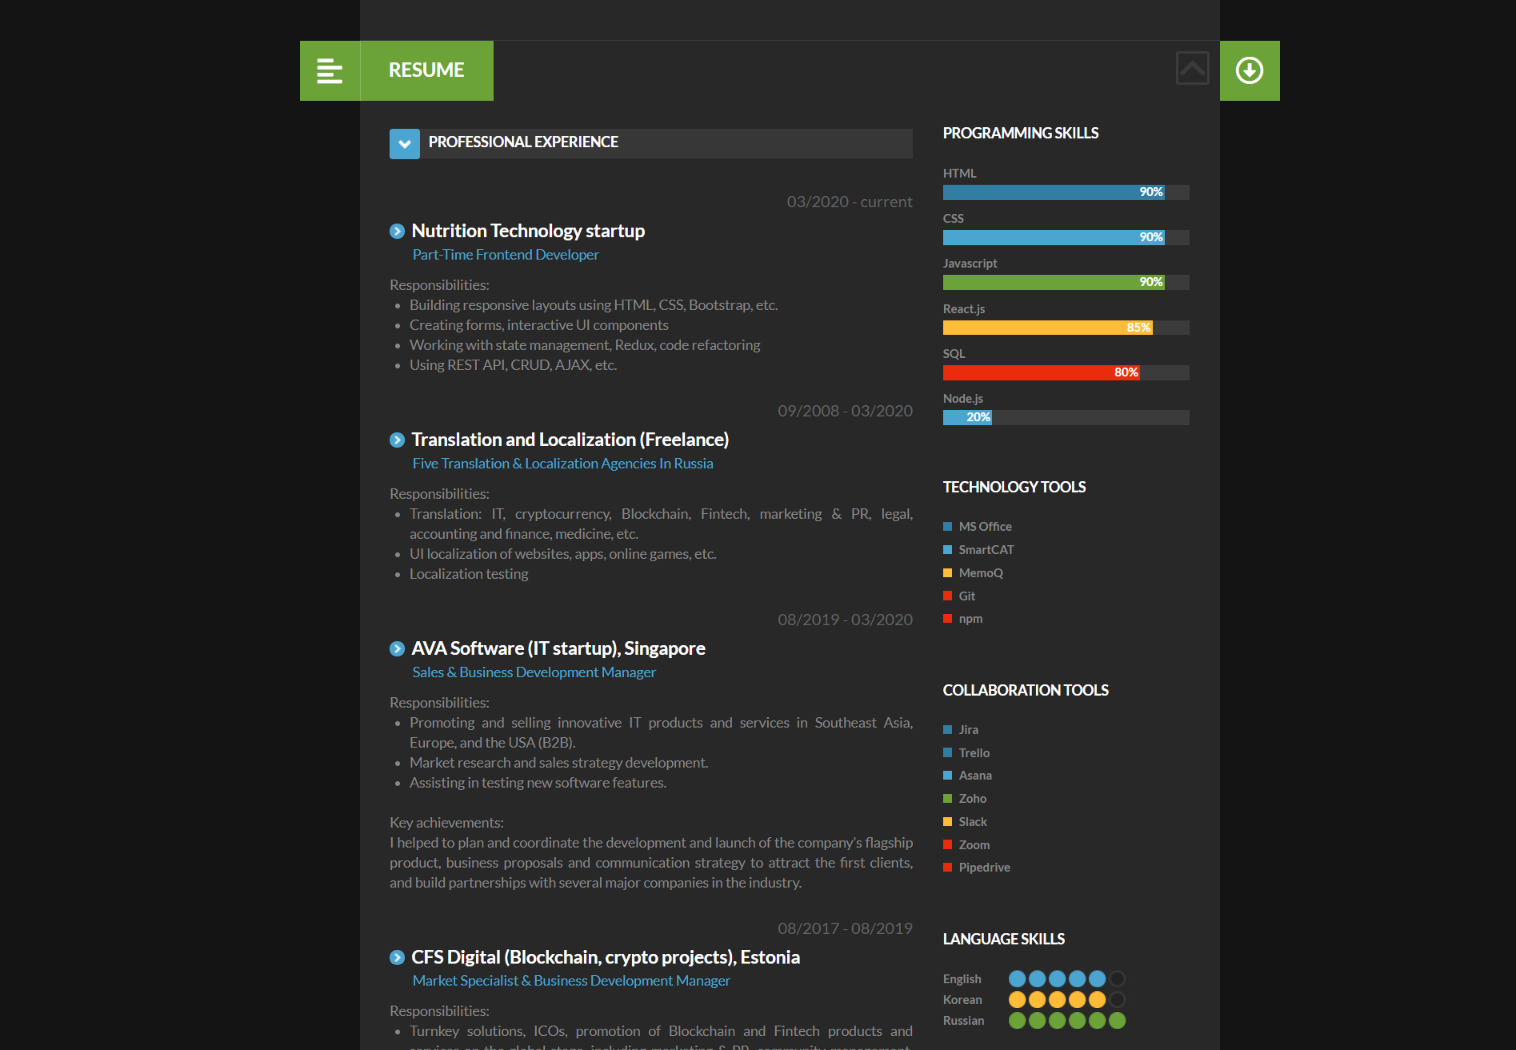 RESUME
PROFESSIONAL EXPERIENCE
03/2020 - current
Nutrition Technology startup
Part-Time Frontend Developer
Responsibilities:
Building responsive layouts using HTML, CSS, Bootstrap, etc.
Creating forms, interactive UI components
Working with state management, Redux, code refactoring
Using REST API, CRUD, AJAX, etc.
09/2008 - 03/2020
Translation and Localization (Freelance)
Five Translation & Localization Agencies In Russia
Responsibilities:
Translation: IT, cryptocurrency, Blockchain, Fintech, marketing & PR, legal,
accounting and finance, medicine, etc.
UI localization of websites, apps, online games, etc.
Localization testing
08/2019 - 03/2020
AVA Software (IT startup), Singapore
Sales & Business Development Manager
Responsibilities:
Promoting and selling innovative IT products and services in Southeast Asia,
Europe, and the USA (B2B).
Market research and sales strategy development.
Assisting in testing new software features.
Key achievements:
I helped to plan and coordinate the development and launch of the company's flagship
product, business proposals and communication strategy to attract the first clients,
and build partnerships with several major companies in the industry.
08/2017 - 08/2019
CFS Digital (Blockchain, crypto projects), Estonia
Market Specialist & Business Development Manager
Responsibilities:
Turnkey solutions, ICOs, promotion of Blockchain and Fintech products and
services on the global stage, including marketing & PR, community management,
PROGRAMMING SKILLS
HTML
90%
CSS
90%
Javascript
90%
React.js
85%
SQL
80%
Node.js
20%
TECHNOLOGY TOOLS
MS Office
SmartCAT
MemoQ
Git
npm
COLLABORATION TOOLS
Jira
Trello
Asana
Zoho
Slack
Zoom
Pipedrive
LANGUAGE SKILLS
English
Korean
Russian